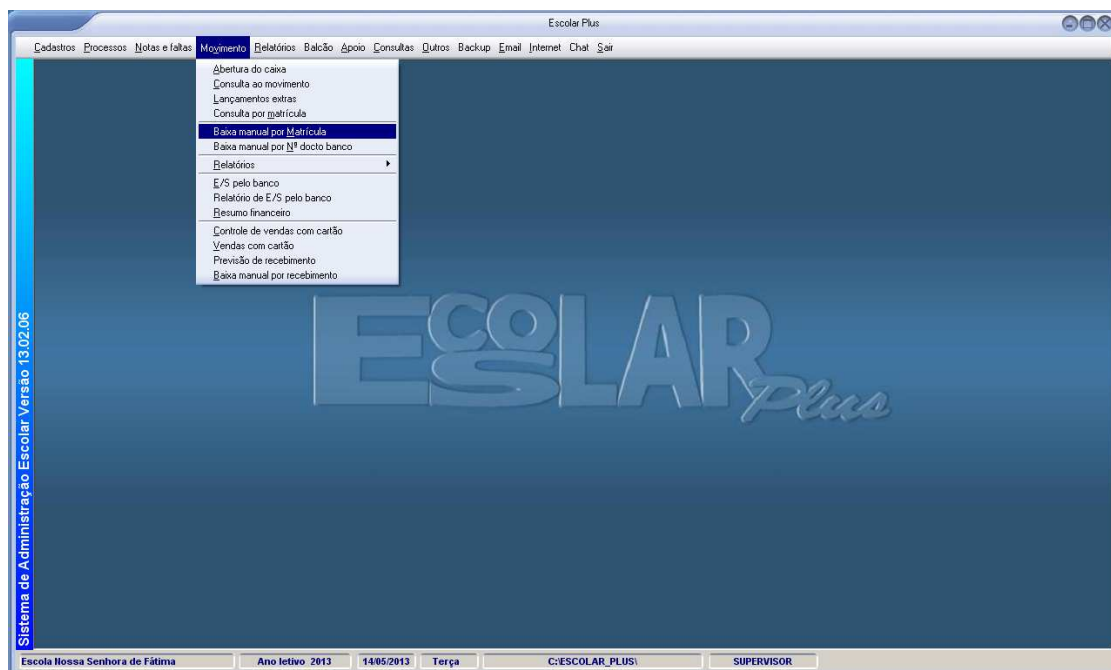 Escolar Plus
Cadastros Processos Notas e faltas Movimento Relatórios Balcão Apoio Consultas Outros Backup Email Internet Chat Sair
Abertura do caixa
Consulta ao movimento
Lançamentos extras
Consulta por matrícula
Baixa manual por Matrícula
Baixa manual por Nº docto banco
Relatórios
E/S pelo banco
Relatório de E/S pelo banco
Resumo financeiro
Controle de vendas com cartão
Vendas com cartão
Previsão de recebimento
Baixa manual por recebimento
ESCOLAR
Plus
Sistema de Administração Escolar Versão 13.02.06
Escola Nossa Senhora de Fátima Ano letivo 2013 14/05/2013 Terça C:\ESCOLAR_PLUS\ SUPERVISOR